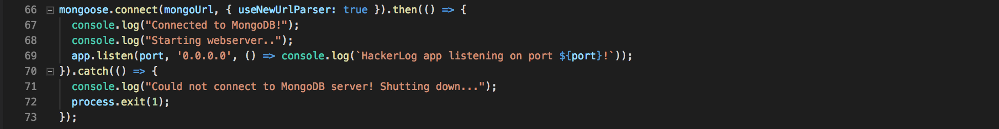 66 mongoose.connect(mongoUrl, { useNewUrlParser: true }).then(() => {
67   console.log("Connected to MongoDB!");
68   console.log("Starting webserver..");
69   app.listen(port, '0.0.0.0', () => console.log(`HackerLog app listening on port ${port}!`));
70 }).catch(() => {
71   console.log("Could not connect to MongoDB server! Shutting down...");
72   process.exit(1);
73 });